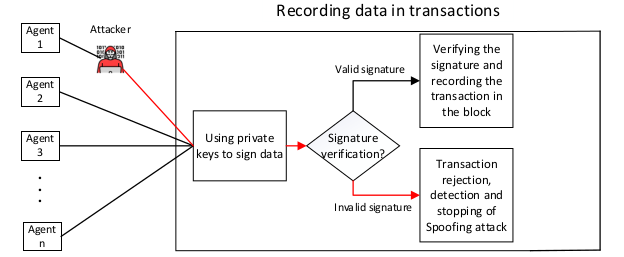 Recording data in transactions
Agent
1
Attacker
Agent
2
Agent
3
Agent
n
Using private
keys to sign data
Signature
verification?
Valid signature
Verifying the
signature and
recording the
transaction in
the block
Invalid signature
Transaction
rejection,
detection and
stopping of
Spoofing attack